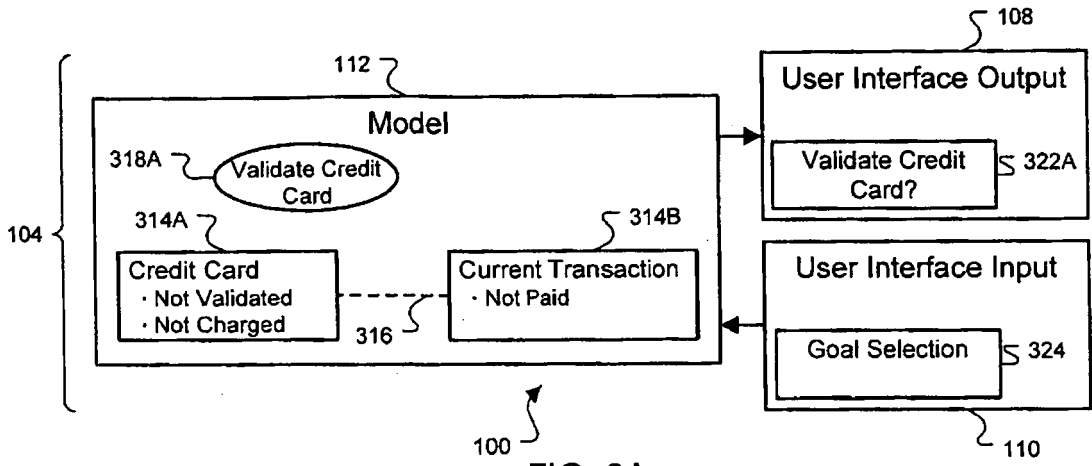 108
112
User Interface Output
Model
318A
Validate Credit
Card
Validate Credit
Card?
322A
314A
314B
104
Credit Card
· Not Validated
· Not Charged
Current Transaction
· Not Paid
316
User Interface Input
Goal Selection
324
100
110